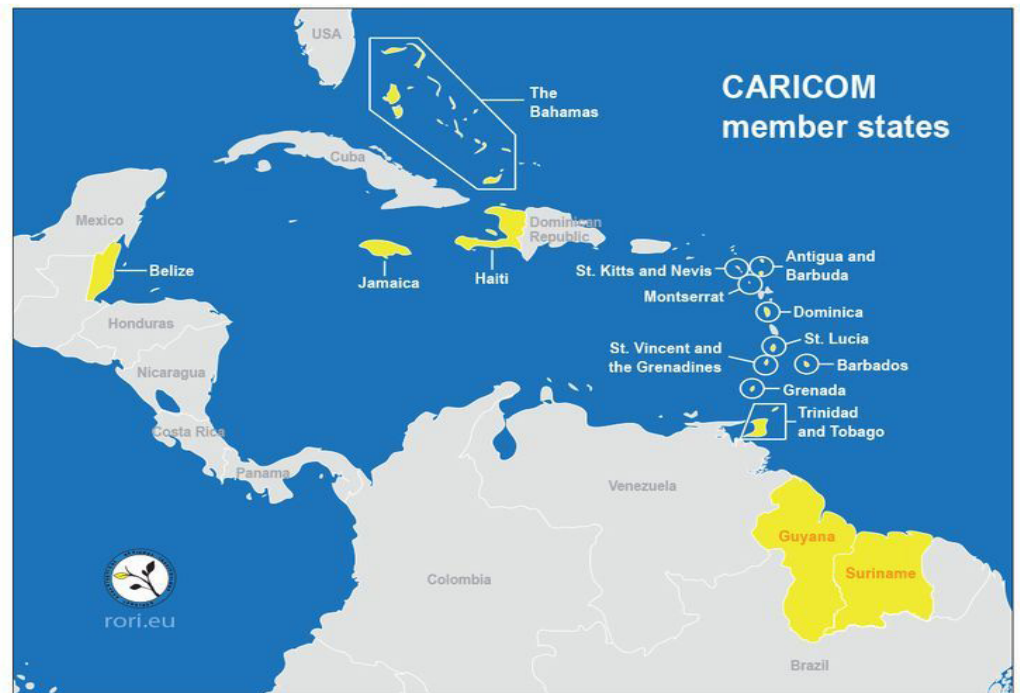 USA
CARICOM
member states
The
Bahamas
Cuba
Mexico
Dominican
Republic
Belize
Jamaica
Haiti
St. Kitts and Nevis
Antigua and
Barbuda
Montserrat
Honduras
Dominica
St. Lucia
St. Vincent and
the Grenadines
Barbados
Nicaragua
Grenada
Trinidad
and Tobago
Costa Rica
Panama
Venezuela
Guyana
Colombia
Suriname
rori.eu
Brazil